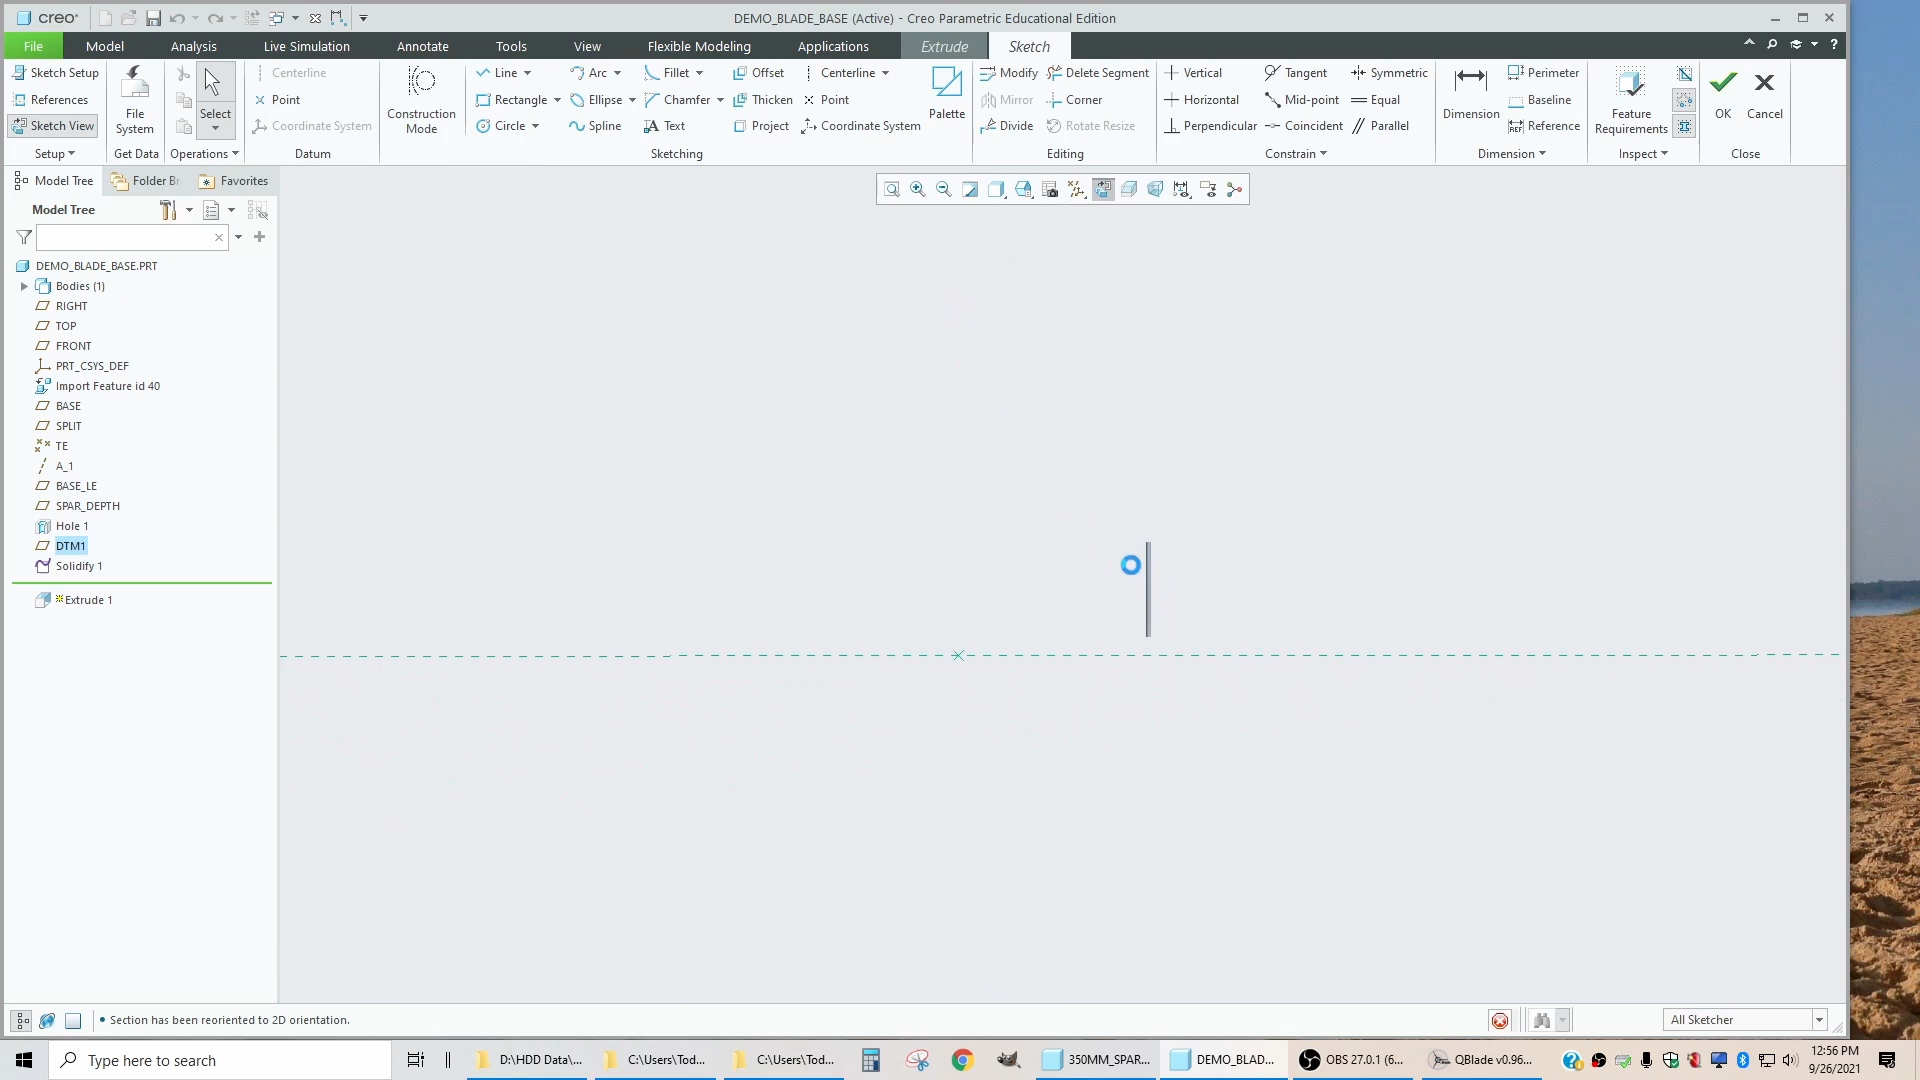 creo
DEMO_BLADE_BASE (Active) - Creo Parametric Educational Edition
File Model Analysis Live Simulation Annotate Tools View Flexible Modeling Applications Extrude Sketch
Sketch Setup
References
Sketch View
Setup
File System
Get Data
Select
Operations
Centerline
Point
Coordinate System
Datum
Construction Mode
Line Arc Fillet Offset Centerline
Rectangle Ellipse Chamfer Thicken Point
Circle Spline Text Project Coordinate System
Palette
Sketching
Modify Delete Segment
Mirror Corner
Divide Rotate Resize
Editing
Vertical Tangent Symmetric
Horizontal Mid-point Equal
Perpendicular Coincident Parallel
Constrain
Dimension
Perimeter
Baseline
REF Reference
Dimension
Feature Requirements
Inspect
OK Cancel
Close
Model Tree Folder Br Favorites
Model Tree
DEMO_BLADE_BASE.PRT
Bodies (1)
RIGHT
TOP
FRONT
PRT_CSYS_DEF
Import Feature id 40
BASE
SPLIT
TE
A_1
BASE_LE
SPAR_DEPTH
Hole 1
DTM1
Solidify 1
Extrude 1
• Section has been reoriented to 2D orientation.
All Sketcher
Type here to search
D:\HDD Data\...
C:\Users\Tod...
C:\Users\Tod...
350MM_SPAR...
DEMO_BLAD...
OBS 27.0.1 (6...
QBlade v0.96...
12:56 PM
9/26/2021